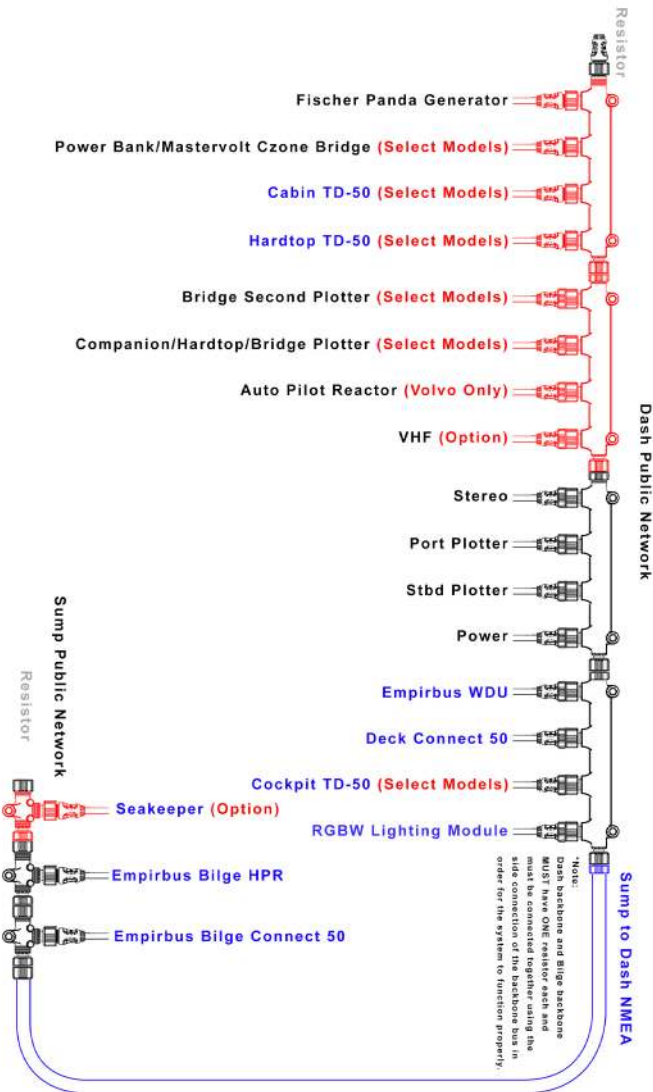 Resistor
Fischer Panda Generator
Power Bank/Mastervolt Czone Bridge (Select Models)
Cabin TD-50 (Select Models)
Hardtop TD-50 (Select Models)
Bridge Second Plotter (Select Models)
Companion/Hardtop/Bridge Plotter (Select Models)
Auto Pilot Reactor (Volvo Only)
VHF (Option)
Dash Public Network
Stereo
Port Plotter
Stbd Plotter
Power
Empirbus WDU
Deck Connect 50
Cockpit TD-50 (Select Models)
RGBW Lighting Module
Sump to Dash NMEA
*Note:
Dash backbone and Bilge backbone
MUST have ONE resistor each and
must be connected together using the
side connection of the backbone bus in
order for the system to function properly.
Sump Public Network
Resistor
Seakeeper (Option)
Empirbus Bilge HPR
Empirbus Bilge Connect 50